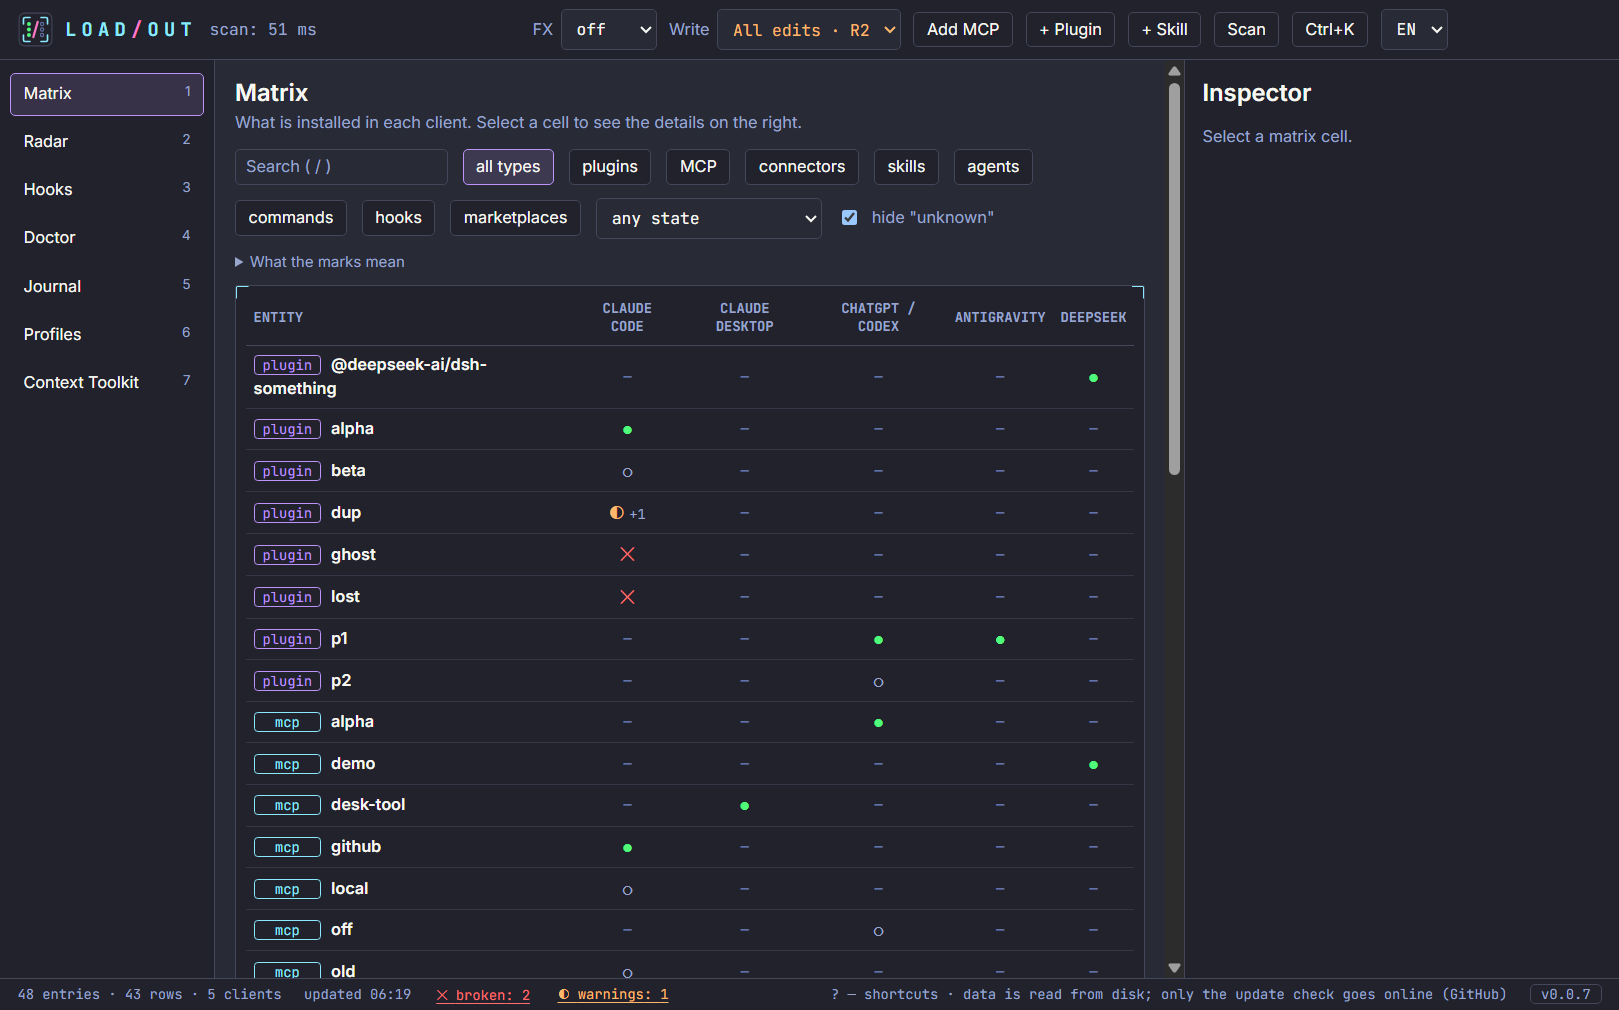 LOAD/OUT scan: 51 ms FX off Write All edits · R2 Add MCP + Plugin + Skill Scan Ctrl+K EN
Matrix 1
Radar 2
Hooks 3
Doctor 4
Journal 5
Profiles 6
Context Toolkit 7
Matrix
What is installed in each client. Select a cell to see the details on the right.
Search ( / ) all types plugins MCP connectors skills agents
commands hooks marketplaces any state hide "unknown"
▶ What the marks mean
ENTITY CLAUDE CODE CLAUDE DESKTOP CHATGPT / CODEX ANTIGRAVITY DEEPSEEK
plugin @deepseek-ai/dsh-
something – – – – ●
plugin alpha ● – – – –
plugin beta ○ – – – –
plugin dup ◐ +1 – – – –
plugin ghost ✕ – – – –
plugin lost ✕ – – – –
plugin p1 – – ● ● –
plugin p2 – – ○ – –
mcp alpha – – ● – –
mcp demo – – – – ●
mcp desk-tool – ● – – –
mcp github ● – – – –
mcp local ○ – – – –
mcp off – – ○ – –
mcp old ○ – – – –
Inspector
Select a matrix cell.
48 entries · 43 rows · 5 clients updated 06:19 ✕ broken: 2 ◐ warnings: 1 ? — shortcuts · data is read from disk; only the update check goes online (GitHub) v0.0.7